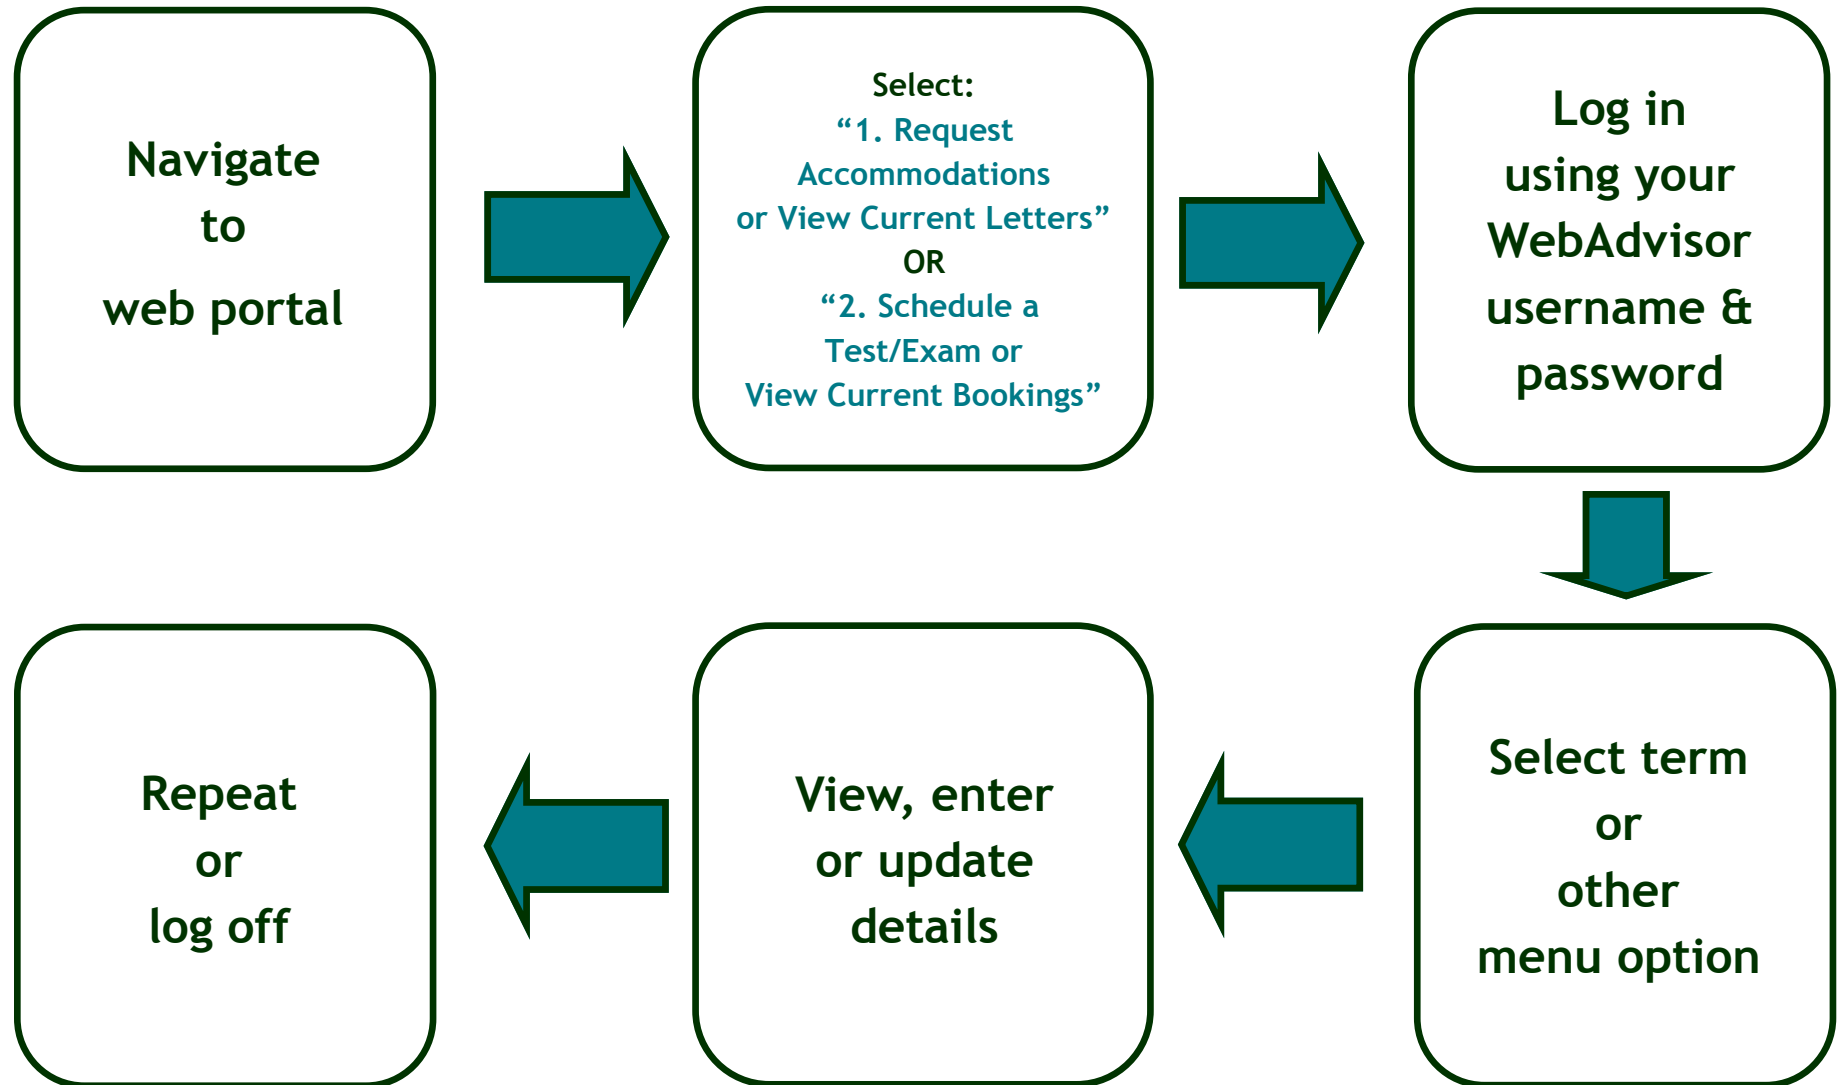 Navigate
to
web portal
Select:
“1. Request
Accommodations
or View Current Letters”
OR
“2. Schedule a
Test/Exam or
View Current Bookings”
Log in
using your
WebAdvisor
username &
password
Select term
or
other
menu option
View, enter
or update
details
Repeat
or
log off